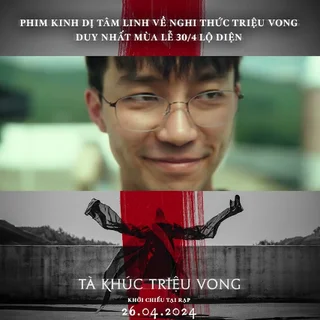 PHIM KINH DỊ TÂM LINH VỀ NGHI THỨC TRIỆU VONG
DUY NHẤT MÙA LỄ 30/4 LỘ DIỆN
TÀ KHÚC TRIỆU VONG
KHỞI CHIẾU TẠI RẠP
26.04.2024